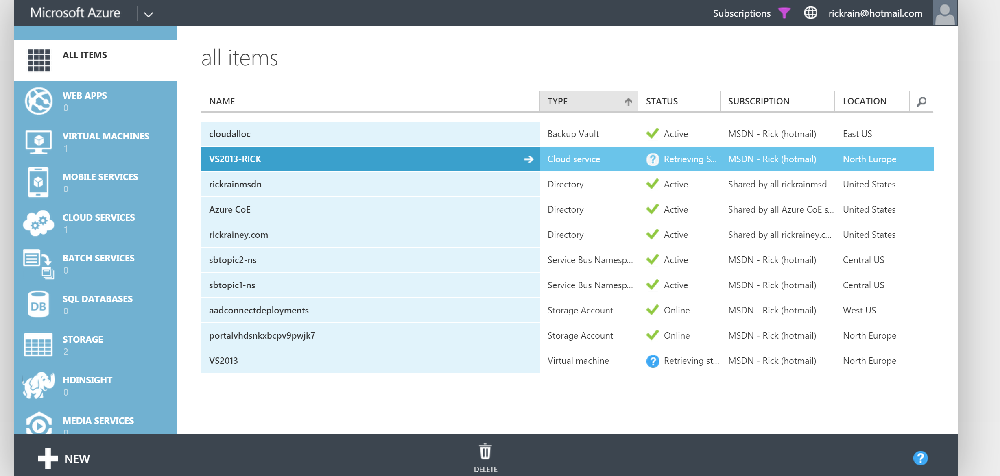 Microsoft Azure
Subscriptions rickrain@hotmail.com
ALL ITEMS
WEB APPS
0
VIRTUAL MACHINES
1
MOBILE SERVICES
0
CLOUD SERVICES
1
BATCH SERVICES
0
SQL DATABASES
DB
0
STORAGE
2
HDINSIGHT
0
MEDIA SERVICES
0
all items
NAME TYPE STATUS SUBSCRIPTION LOCATION
cloudalloc Backup Vault Active MSDN - Rick (hotmail) East US
VS2013-RICK Cloud service ? Retrieving S... MSDN - Rick (hotmail) North Europe
rickrainmsdn Directory Active Shared by all rickrainmsd... United States
Azure CoE Directory Active Shared by all Azure CoE s... United States
rickrainey.com Directory Active Shared by all rickrainey.c... United States
sbtopic2-ns Service Bus Namesp... Active MSDN - Rick (hotmail) Central US
sbtopic1-ns Service Bus Namesp... Active MSDN - Rick (hotmail) Central US
aadconnectdeployments Storage Account Online MSDN - Rick (hotmail) West US
portalvhdsnkxbcpv9pwjk7 Storage Account Online MSDN - Rick (hotmail) North Europe
VS2013 Virtual machine ? Retrieving st... MSDN - Rick (hotmail) North Europe
NEW
DELETE
?